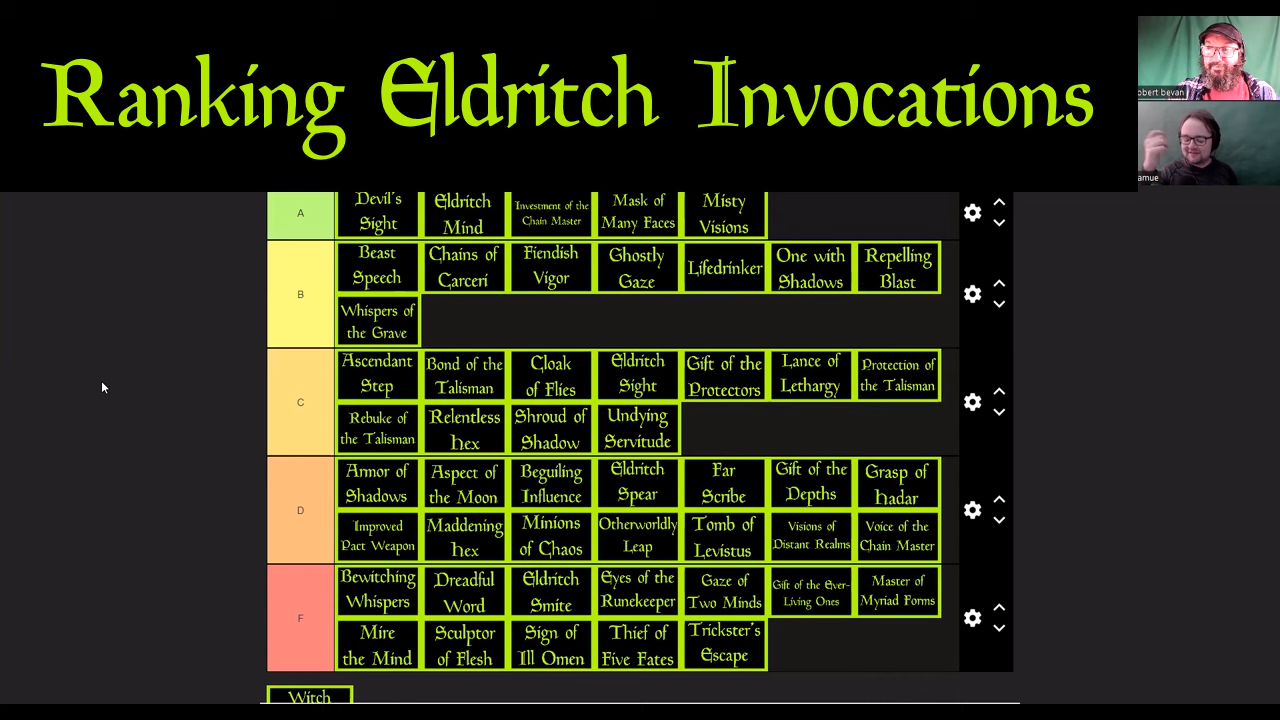 Ranking Eldritch Invocations
obert bevan
amue
A
Devil's Sight
Eldritch Mind
Investment of the Chain Master
Mask of Many Faces
Misty Visions
B
Beast Speech
Chains of Carceri
Fiendish Vigor
Ghostly Gaze
Lifedrinker
One with Shadows
Repelling Blast
Whispers of the Grave
C
Ascendant Step
Bond of the Talisman
Cloak of Flies
Eldritch Sight
Gift of the Protectors
Lance of Lethargy
Protection of the Talisman
Rebuke of the Talisman
Relentless Hex
Shroud of Shadow
Undying Servitude
D
Armor of Shadows
Aspect of the Moon
Beguiling Influence
Eldritch Spear
Far Scribe
Gift of the Depths
Grasp of Hadar
Improved Pact Weapon
Maddening Hex
Minions of Chaos
Otherworldly Leap
Tomb of Levistus
Visions of Distant Realms
Voice of the Chain Master
F
Bewitching Whispers
Dreadful Word
Eldritch Smite
Eyes of the Runekeeper
Gaze of Two Minds
Gift of the Ever-Living Ones
Master of Myriad Forms
Mire the Mind
Sculptor of Flesh
Sign of Ill Omen
Thief of Five Fates
Trickster's Escape
Witch